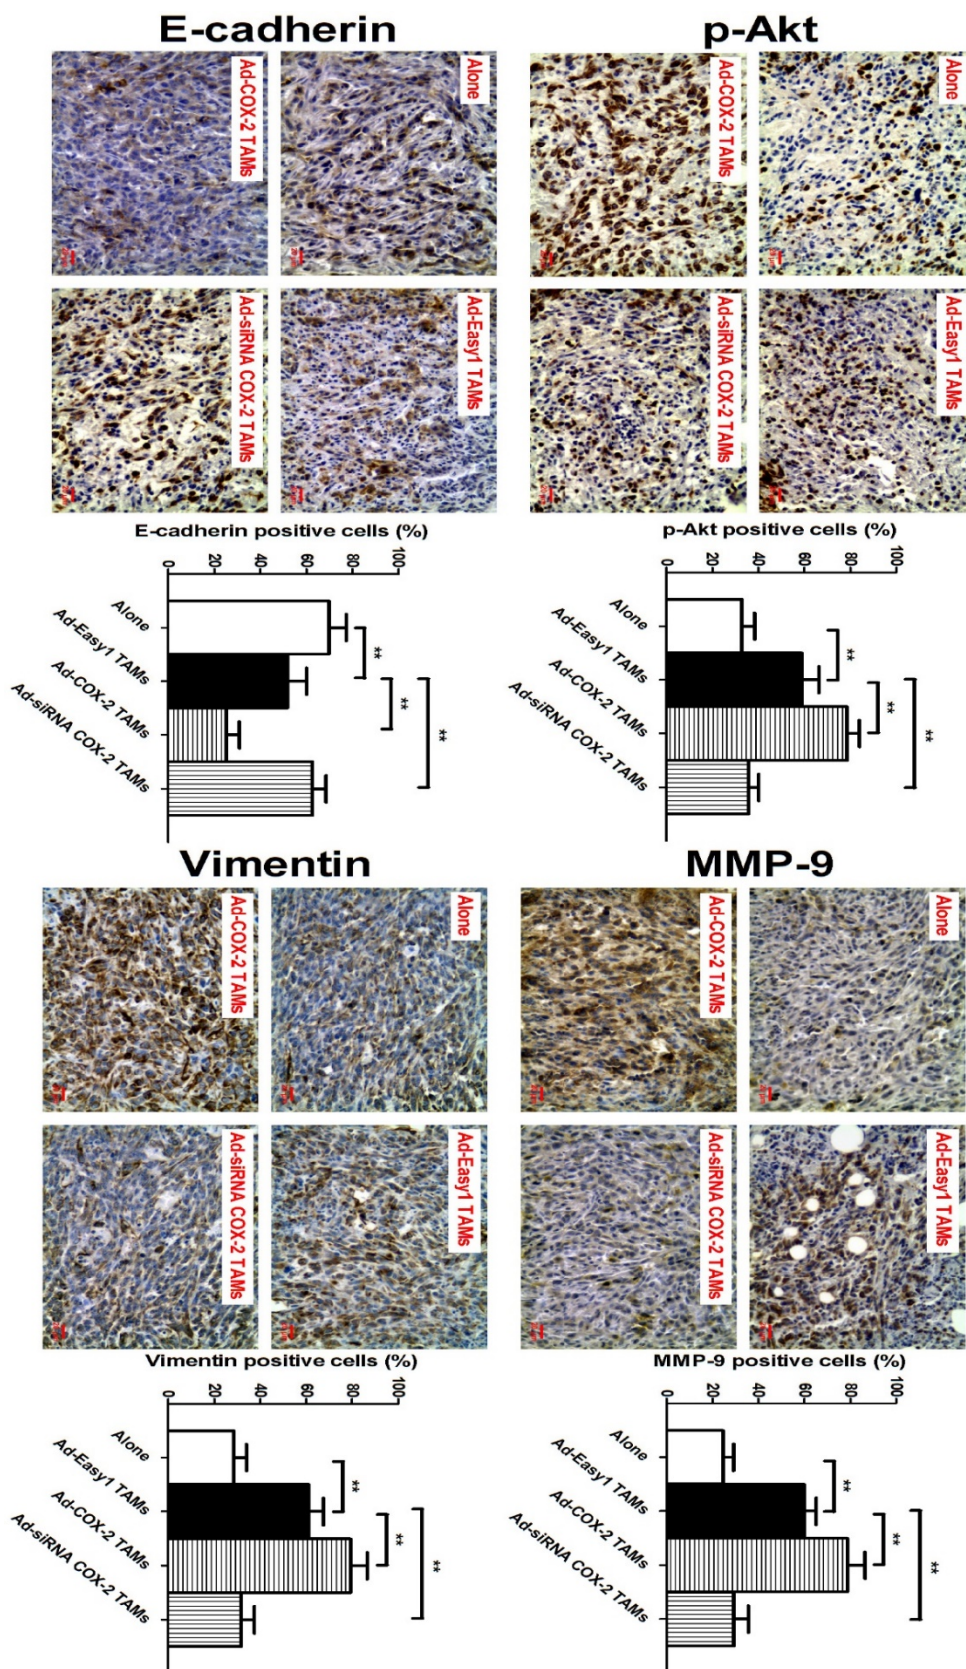 p-Akt
Alone
Ad-Easy1 TAMs
Ad-COX-2 TAMs
Ad-siRNA COX-2 TAMs
p-Akt positive cells (%)
100
80
60
40
20
0
**
**
**
Alone
Ad-Easy1 TAMs
Ad-COX-2 TAMs
Ad-siRNA COX-2 TAMs
MMP-9
Alone
Ad-Easy1 TAMs
Ad-COX-2 TAMs
Ad-siRNA COX-2 TAMs
MMP-9 positive cells (%)
100
80
60
40
20
0
**
**
**
Alone
Ad-Easy1 TAMs
Ad-COX-2 TAMs
Ad-siRNA COX-2 TAMs
E-cadherin
Alone
Ad-Easy1 TAMs
Ad-COX-2 TAMs
Ad-siRNA COX-2 TAMs
E-cadherin positive cells (%)
100
80
60
40
20
0
**
**
**
Alone
Ad-Easy1 TAMs
Ad-COX-2 TAMs
Ad-siRNA COX-2 TAMs
Vimentin
Alone
Ad-Easy1 TAMs
Ad-COX-2 TAMs
Ad-siRNA COX-2 TAMs
Vimentin positive cells (%)
100
80
60
40
20
0
**
**
**
Alone
Ad-Easy1 TAMs
Ad-COX-2 TAMs
Ad-siRNA COX-2 TAMs